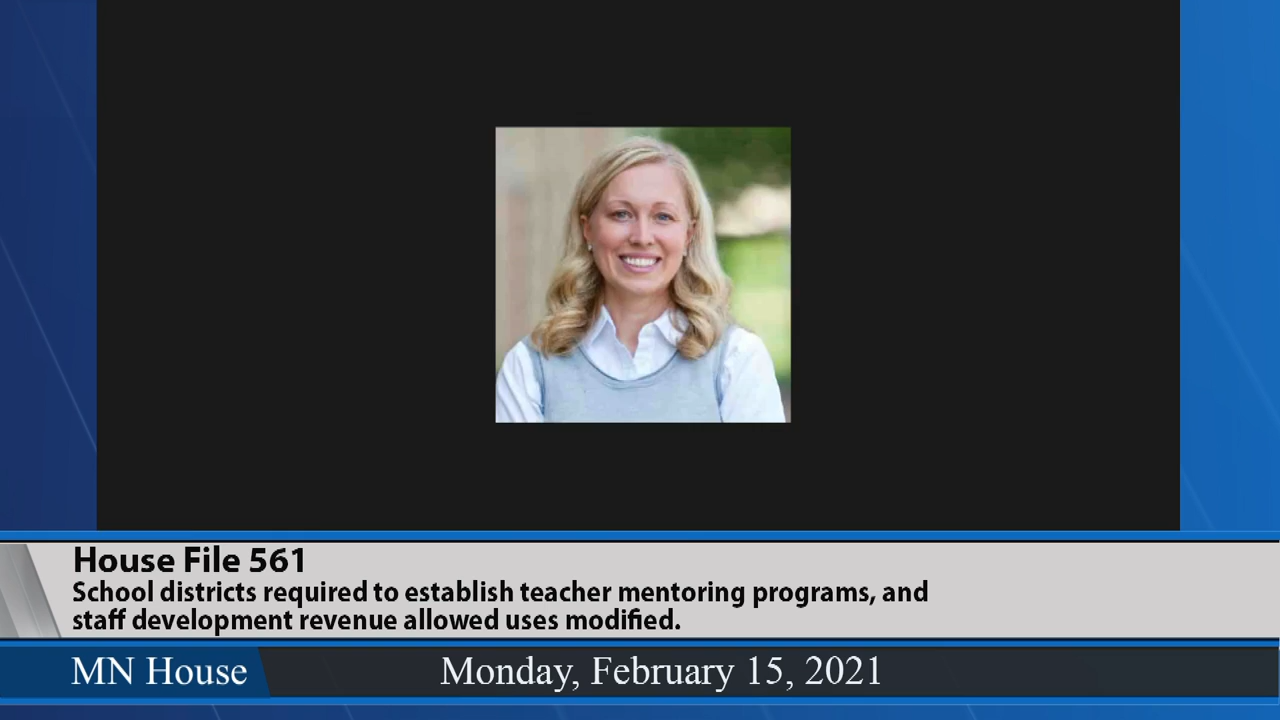 House File 561
School districts required to establish teacher mentoring programs, and
staff development revenue allowed uses modified.
MN House
Monday, February 15, 2021